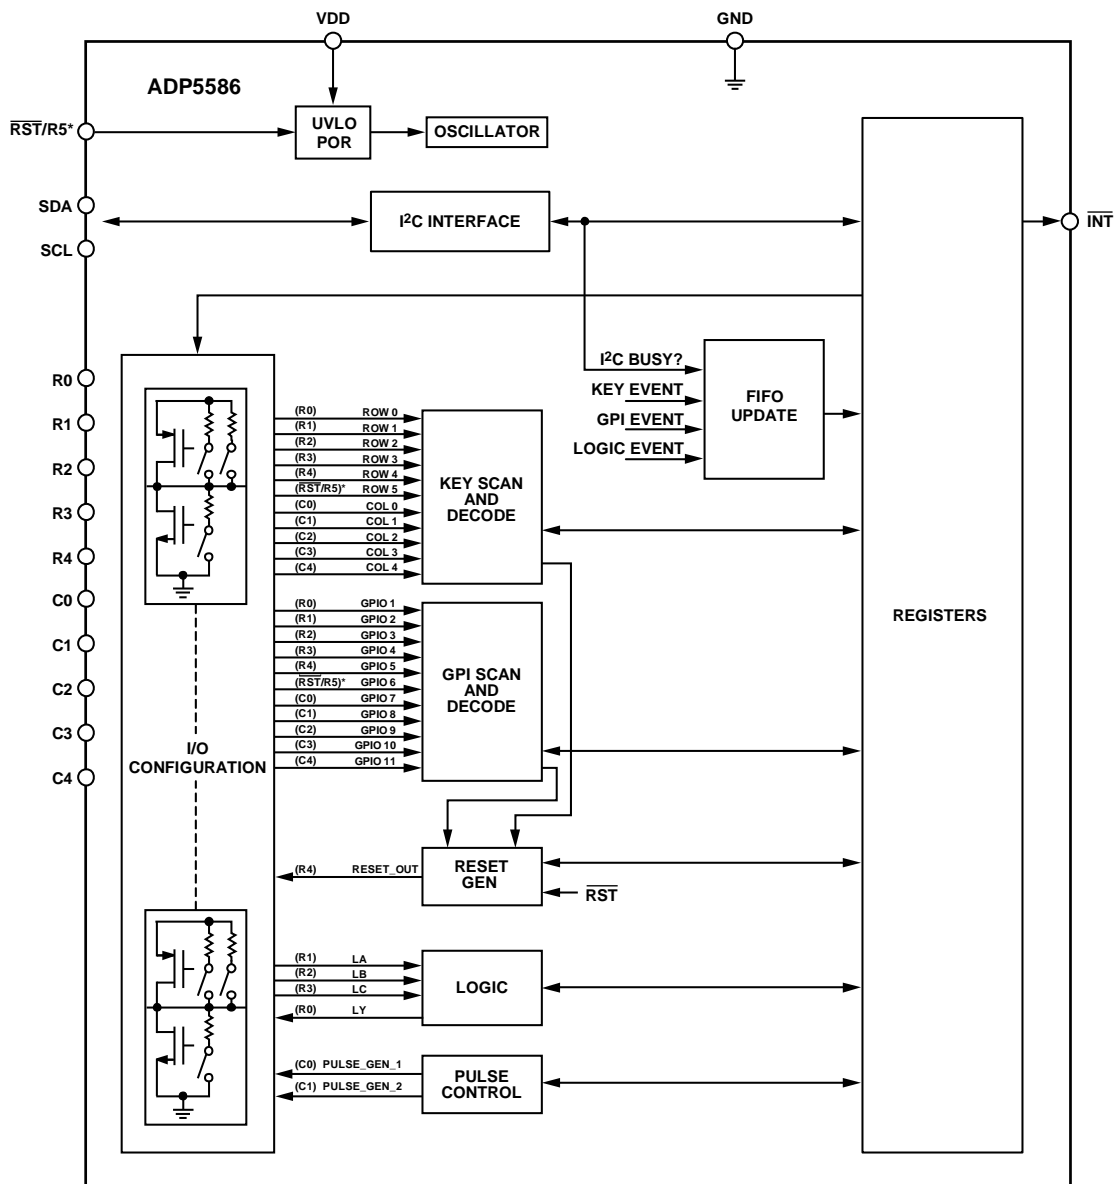 VDD
GND
ADP5586
RST/R5*
UVLO
POR
OSCILLATOR
SDA
I²C INTERFACE
INT
SCL
I²C BUSY?
KEY EVENT
GPI EVENT
LOGIC EVENT
FIFO
UPDATE
R0
R1
R2
R3
R4
C0
C1
C2
C3
C4
(R0) ROW 0
(R1) ROW 1
(R2) ROW 2
(R3) ROW 3
(R4) ROW 4
(RST/R5)* ROW 5
(C0) COL 0
(C1) COL 1
(C2) COL 2
(C3) COL 3
(C4) COL 4
KEY SCAN
AND
DECODE
(R0) GPIO 1
(R1) GPIO 2
(R2) GPIO 3
(R3) GPIO 4
(R4) GPIO 5
(RST/R5)* GPIO 6
(C0) GPIO 7
(C1) GPIO 8
(C2) GPIO 9
(C3) GPIO 10
(C4) GPIO 11
GPI SCAN
AND
DECODE
REGISTERS
I/O
CONFIGURATION
(R4) RESET_OUT
RESET
GEN
RST
(R1) LA
(R2) LB
(R3) LC
(R0) LY
LOGIC
(C0) PULSE_GEN_1
(C1) PULSE_GEN_2
PULSE
CONTROL